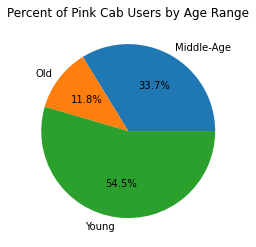 Percent of Pink Cab Users by Age Range
Middle-Age
33.7%
Old
11.8%
54.5%
Young